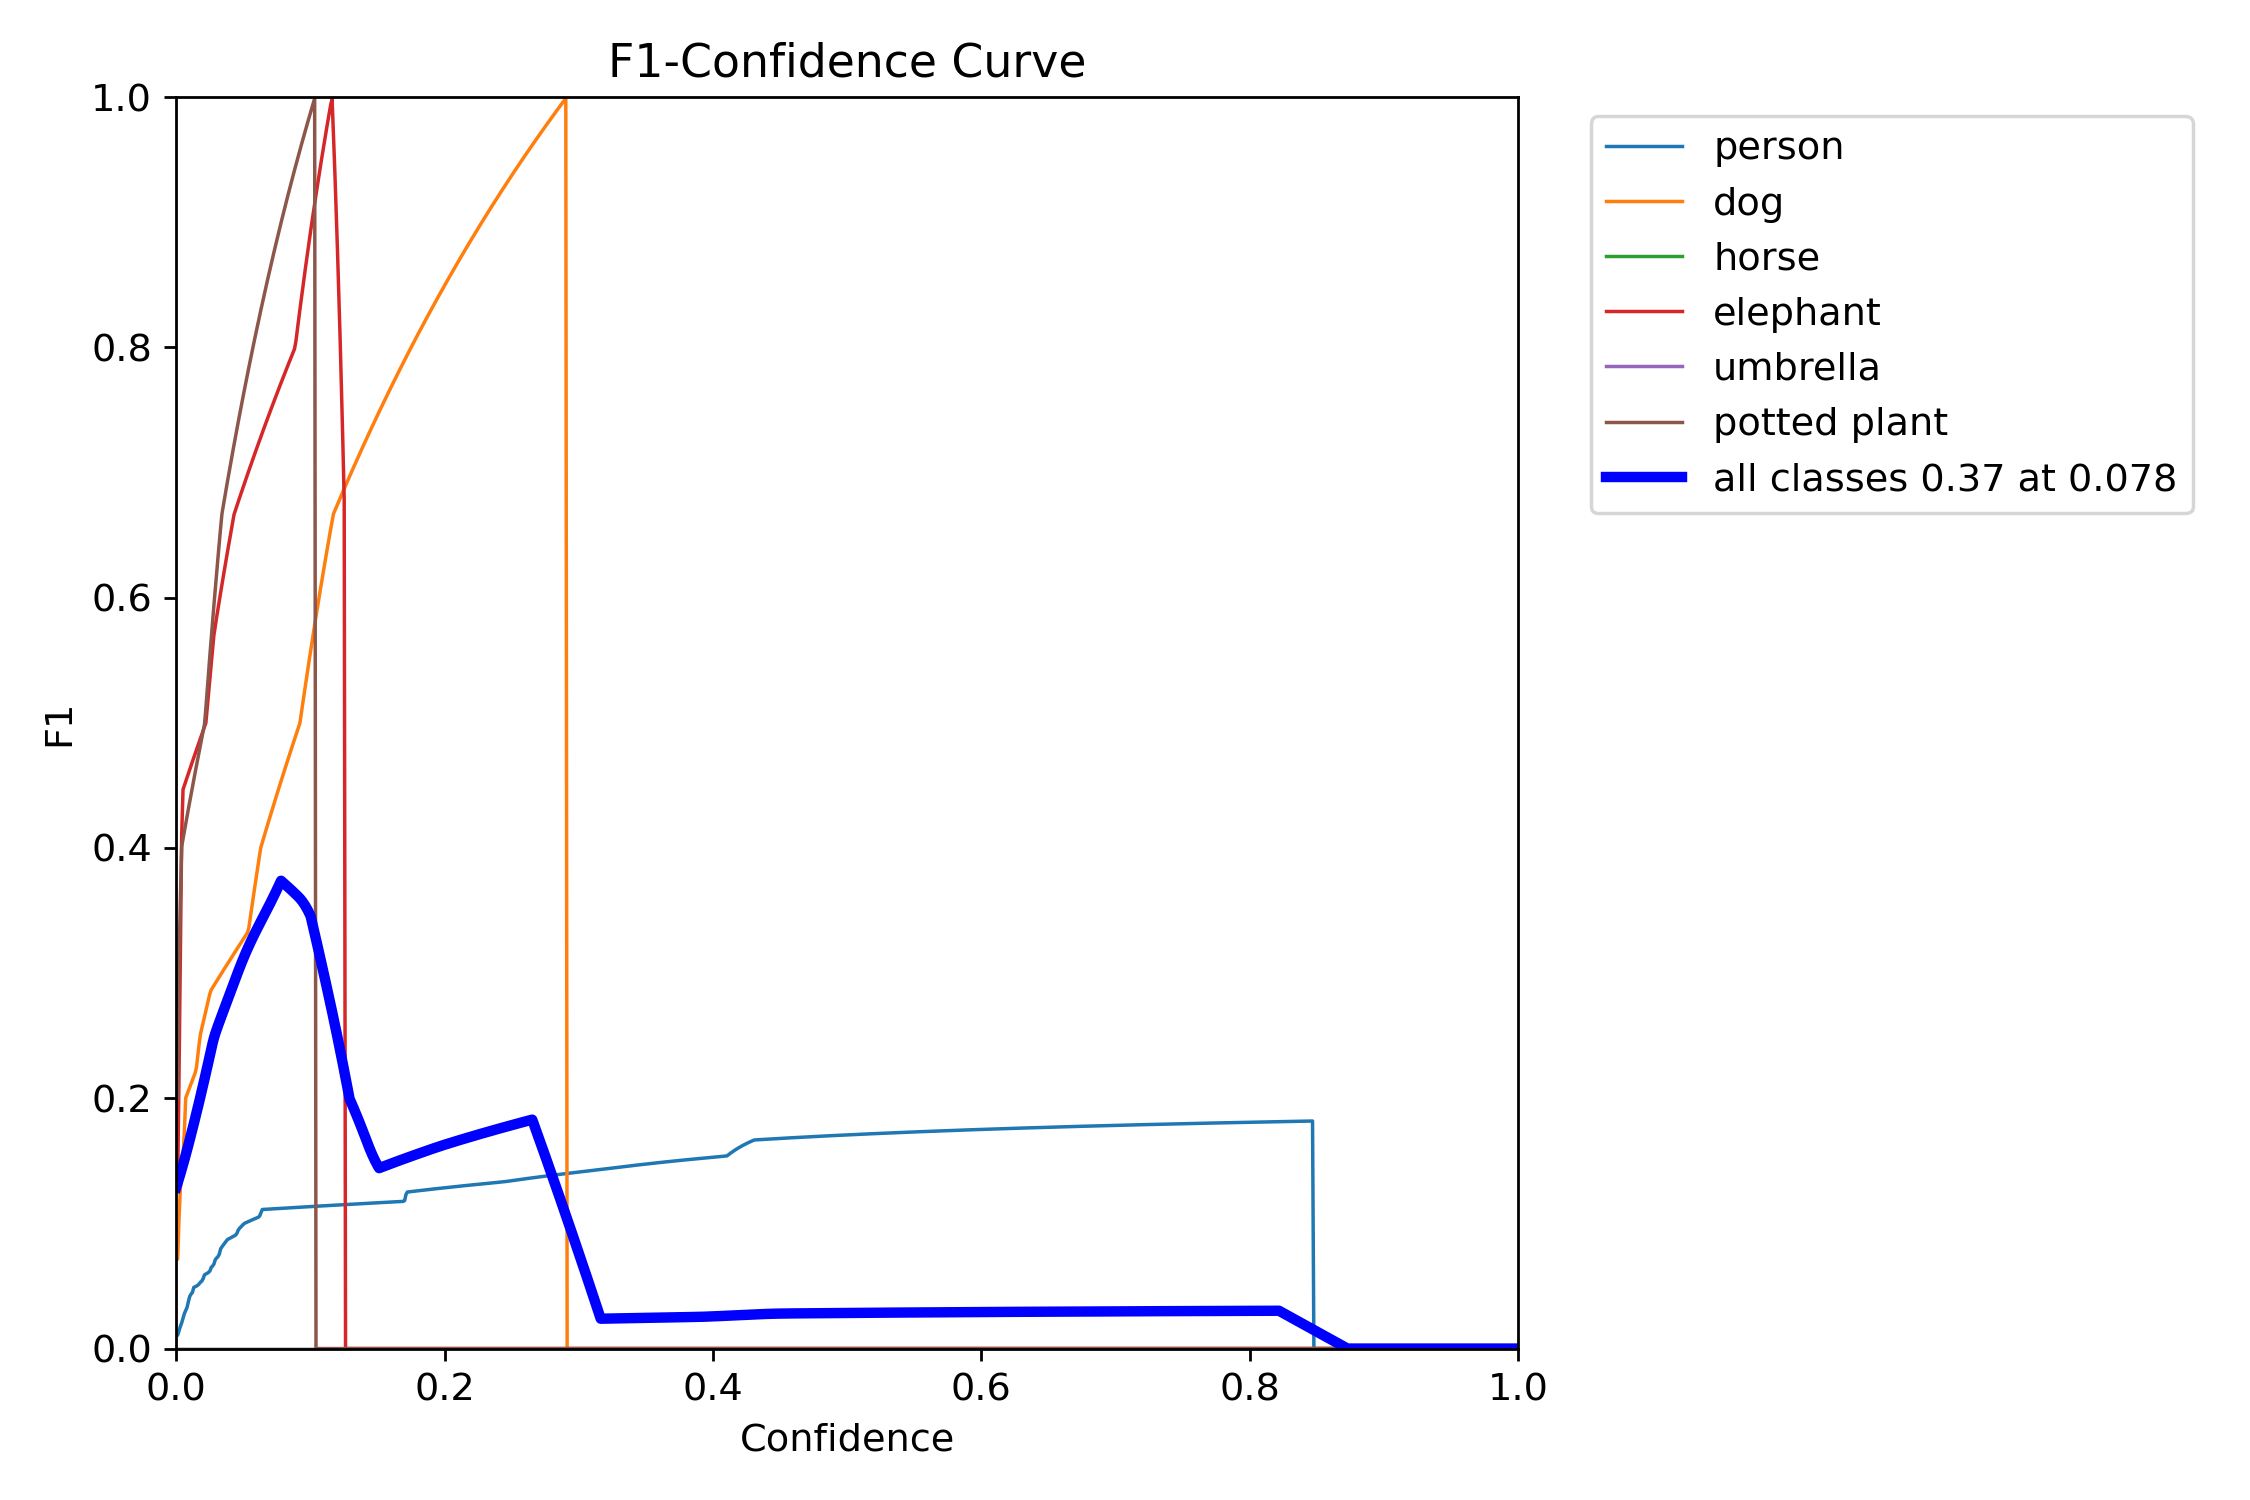 F1-Confidence Curve
1.0
0.8
0.6
0.4
0.2
0.0
F1
0.0 0.2 0.4 0.6 0.8 1.0
Confidence
person
dog
horse
elephant
umbrella
potted plant
all classes 0.37 at 0.078